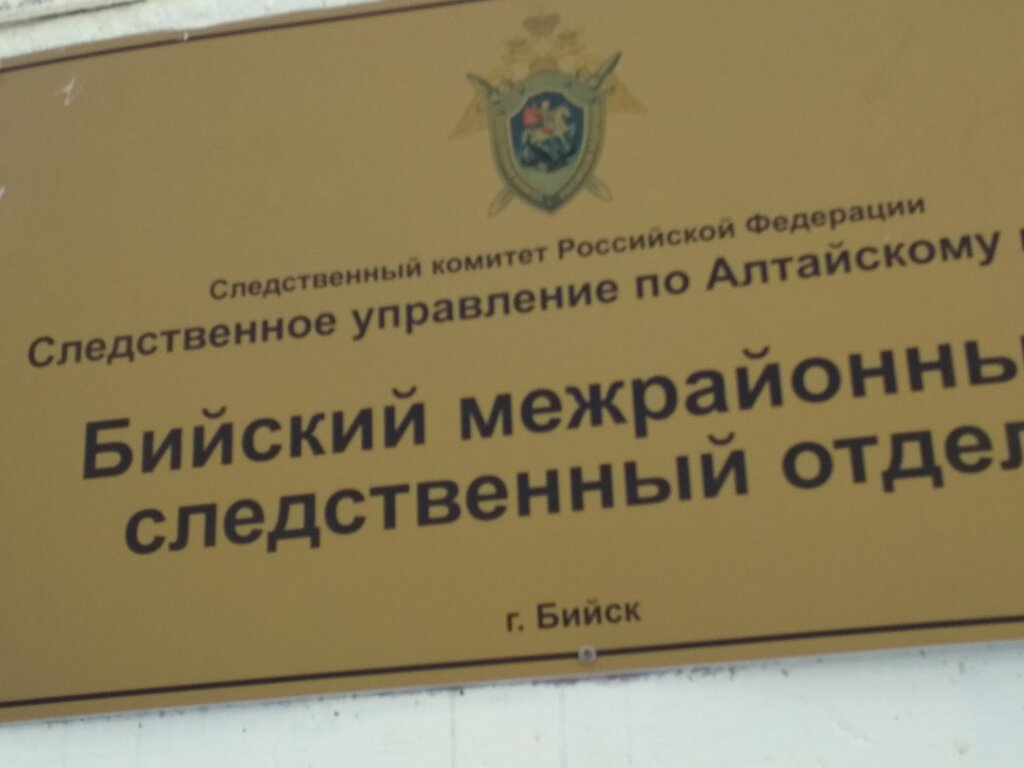 Следственный комитет Российской Федерации
Следственное управление по Алтайскому
Бийский межрайонны
следственный отдел
г. Бийск